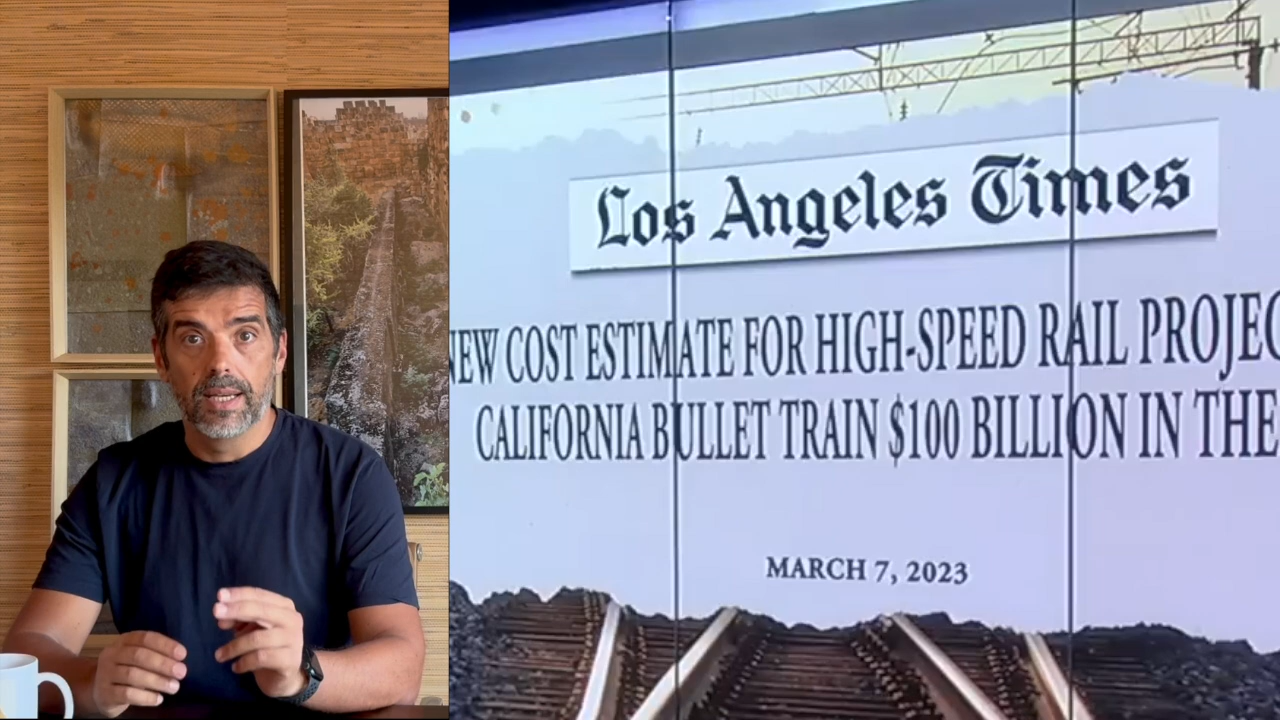 Los Angeles Times
NEW COST ESTIMATE FOR HIGH-SPEED RAIL PROJEC
CALIFORNIA BULLET TRAIN $100 BILLION IN THE
MARCH 7, 2023